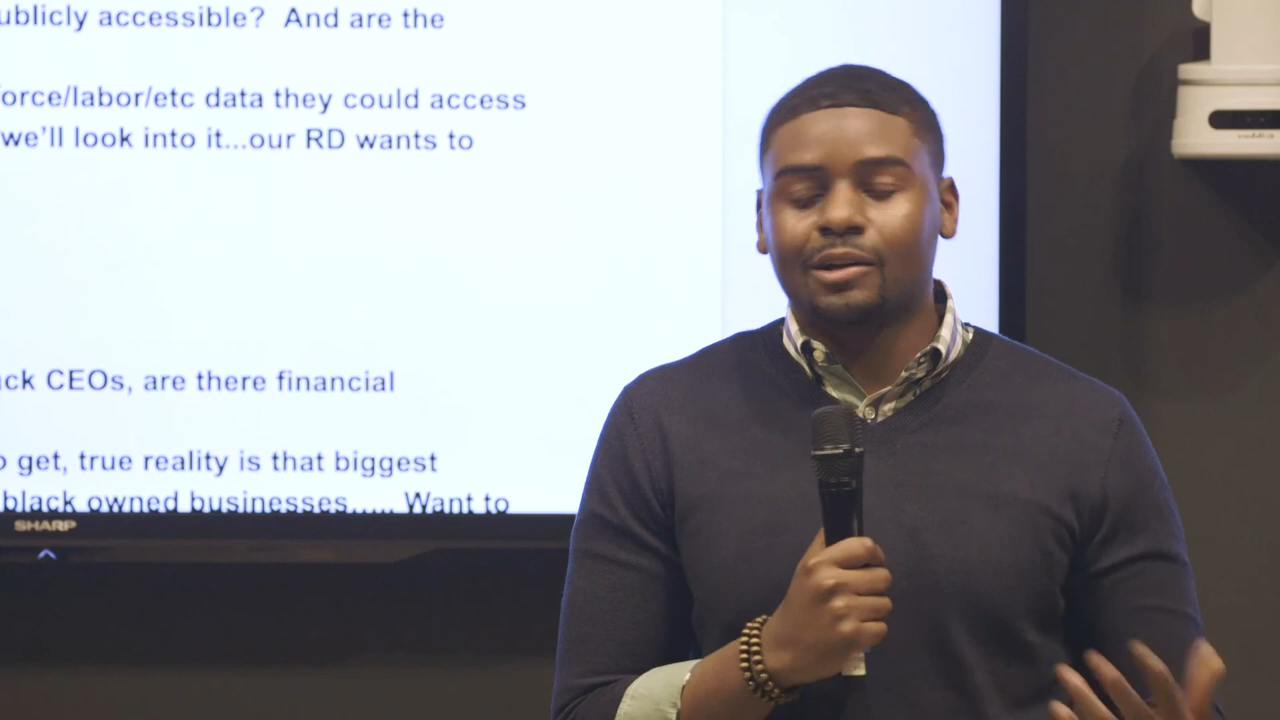 ublicly accessible? And are the
orce/labor/etc data they could access
we'll look into it...our RD wants to
ck CEOs, are there financial
get, true reality is that biggest
black owned businesses..... Want to
SHARP